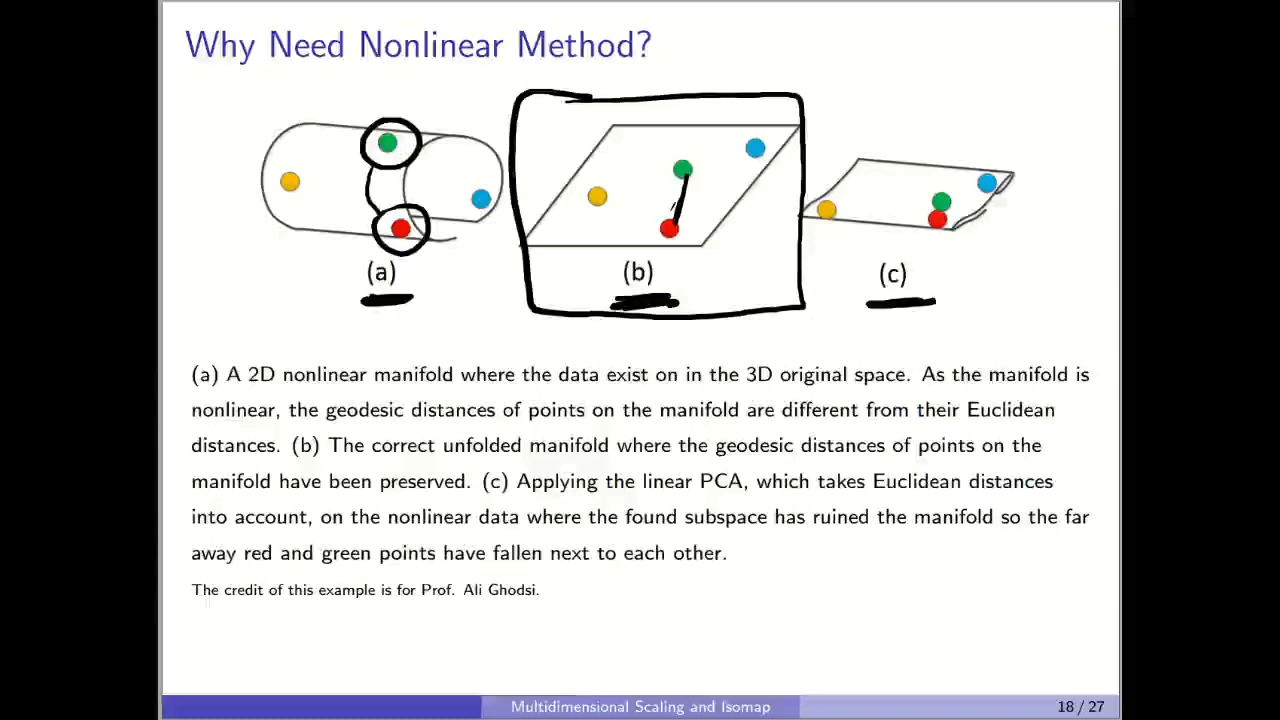 Why Need Nonlinear Method?
(a)
(b)
(c)
(a) A 2D nonlinear manifold where the data exist on in the 3D original space. As the manifold is
nonlinear, the geodesic distances of points on the manifold are different from their Euclidean
distances. (b) The correct unfolded manifold where the geodesic distances of points on the
manifold have been preserved. (c) Applying the linear PCA, which takes Euclidean distances
into account, on the nonlinear data where the found subspace has ruined the manifold so the far
away red and green points have fallen next to each other.
The credit of this example is for Prof. Ali Ghodsi.
Multidimensional Scaling and Isomap
18 / 27